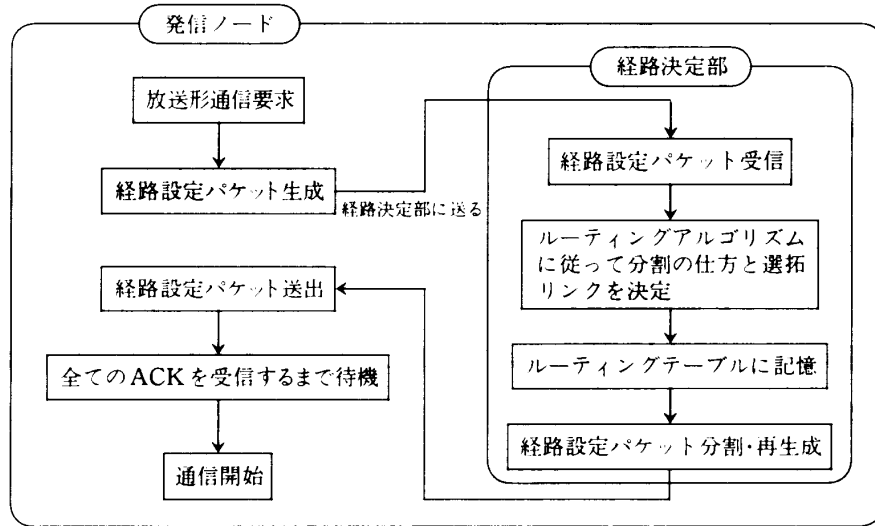 発信ノード
放送形通信要求
経路設定パケット生成
経路決定部に送る
経路決定部
経路設定パケット受信
ルーティングアルゴリズム
に従って分割の仕方と選拓
リンクを決定
ルーティングテーブルに記憶
経路設定パケット分割・再生成
経路設定パケット送出
全てのACKを受信するまで待機
通信開始